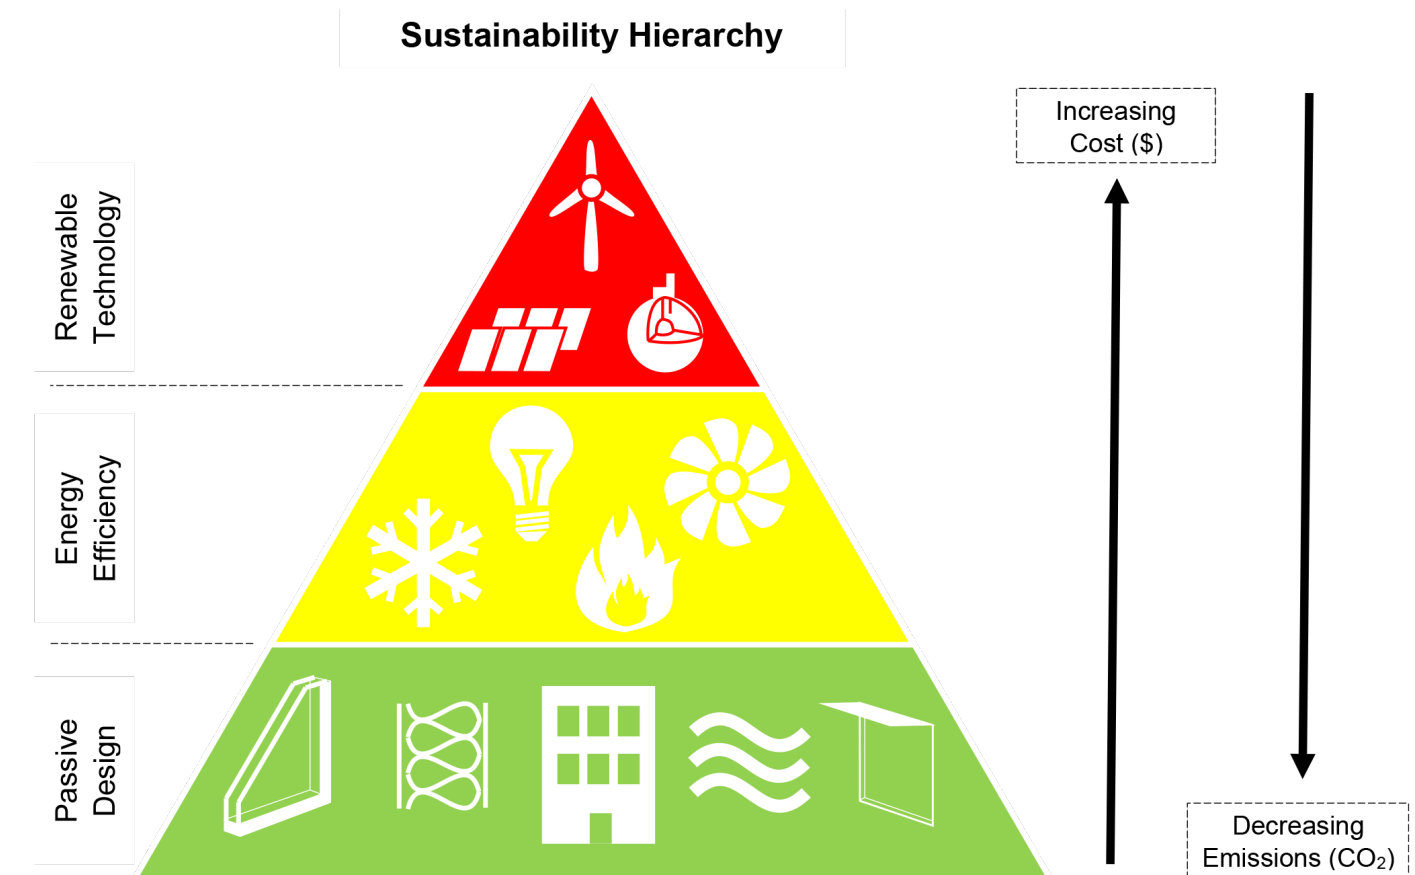 Sustainability Hierarchy
Increasing
Cost ($)
Renewable
Technology
Energy
Efficiency
Passive
Design
Decreasing
Emissions (CO₂)